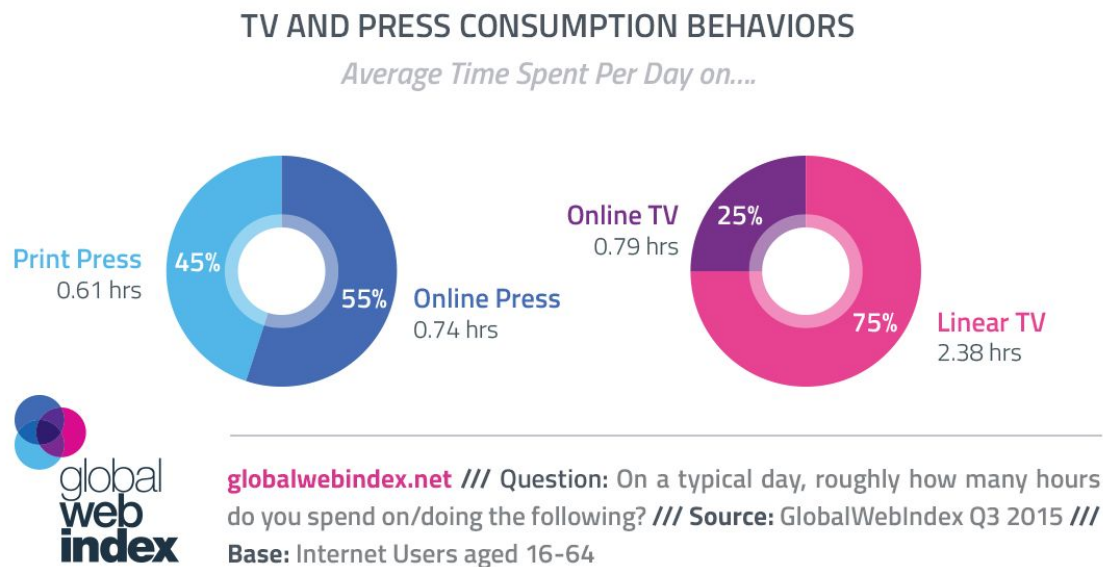 TV AND PRESS CONSUMPTION BEHAVIORS
Average Time Spent Per Day on....
Print Press
0.61 hrs
45%
55%
Online Press
0.74 hrs
Online TV
0.79 hrs
25%
75%
Linear TV
2.38 hrs
global
web
index
globalwebindex.net /// Question: On a typical day, roughly how many hours
do you spend on/doing the following? /// Source: GlobalWebIndex Q3 2015 ///
Base: Internet Users aged 16-64